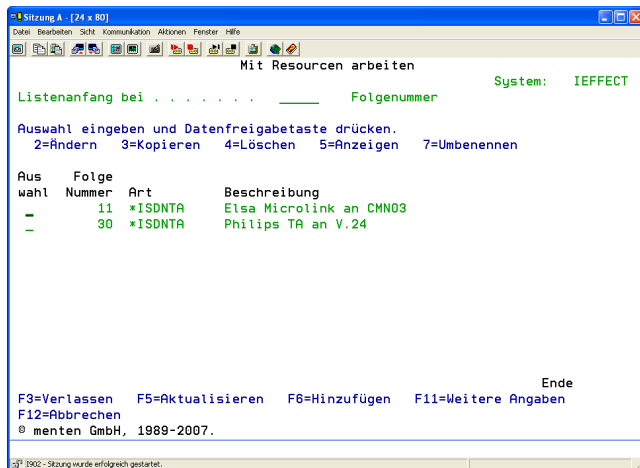 Sitzung A - [24 x 80]
Datei Bearbeiten Sicht Kommunikation Aktionen Fenster Hilfe
Mit Resourcen arbeiten
System: IEFFECT
Listenanfang bei . . . . . . . _____ Folgenummer
Auswahl eingeben und Datenfreigabetaste drücken.
2=Ändern 3=Kopieren 4=Löschen 5=Anzeigen 7=Umbenennen
Aus Folge
wahl Nummer Art Beschreibung
_ 11 *ISDNTA Elsa Microlink an CMN03
_ 30 *ISDNTA Philips TA an V.24
Ende
F3=Verlassen F5=Aktualisieren F6=Hinzufügen F11=Weitere Angaben
F12=Abbrechen
© menten GmbH, 1989-2007.
I902 - Sitzung wurde erfolgreich gestartet.